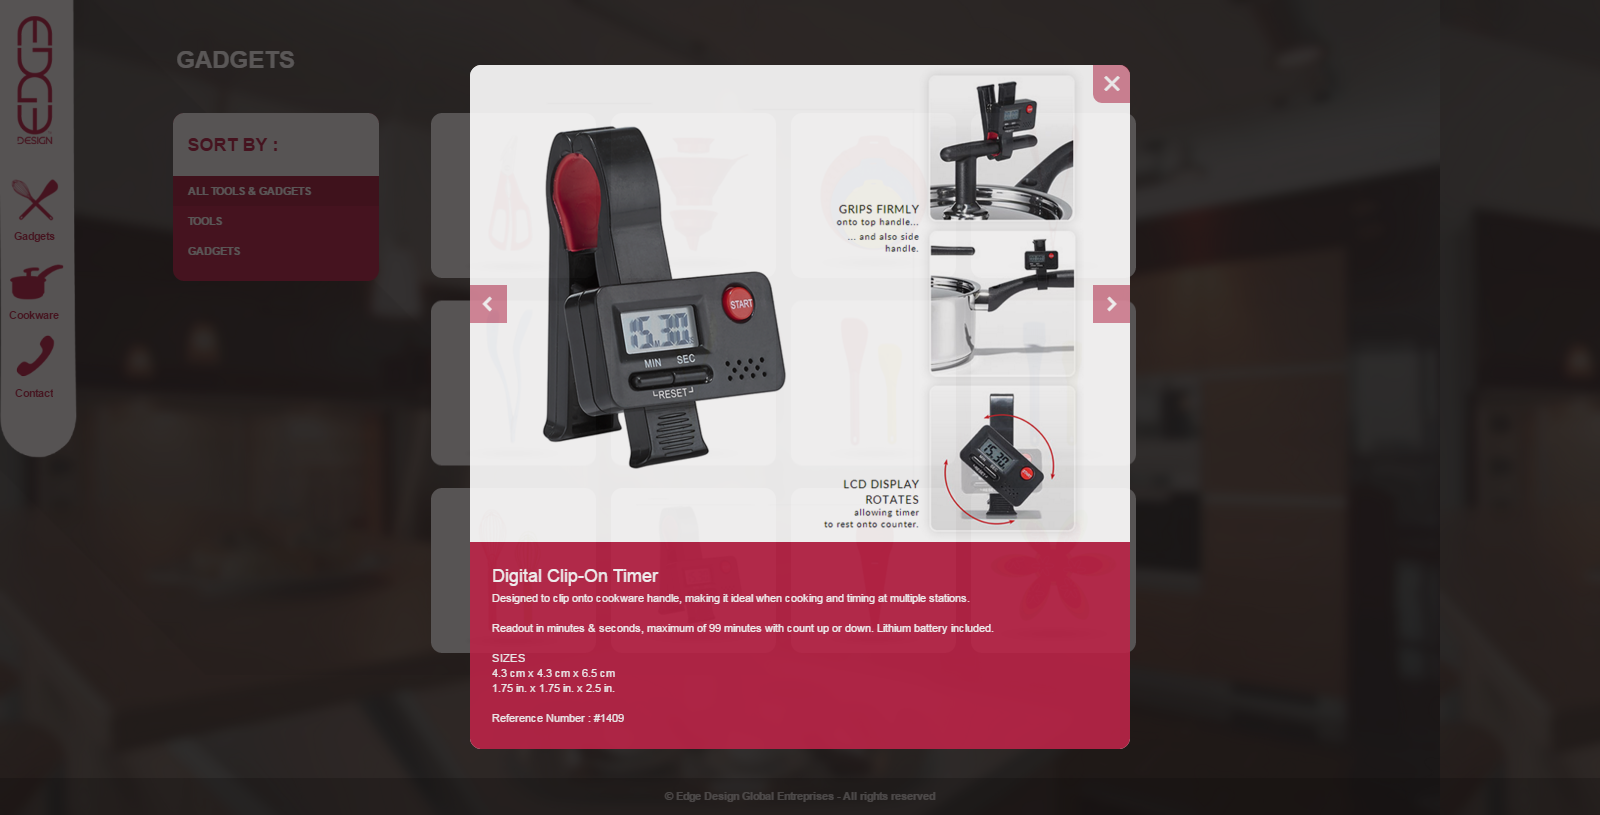 EDGE
DESIGN
Gadgets
Cookware
Contact
GADGETS
SORT BY :
ALL TOOLS & GADGETS
TOOLS
GADGETS
START
15.30
MIN SEC
RESET
GRIPS FIRMLY
onto top handle...
... and also side
handle.
LCD DISPLAY
ROTATES
allowing timer
to rest onto counter.
15.30
Digital Clip-On Timer
Designed to clip onto cookware handle, making it ideal when cooking and timing at multiple stations.
Readout in minutes & seconds, maximum of 99 minutes with count up or down. Lithium battery included.
SIZES
4.3 cm x 4.3 cm x 6.5 cm
1.75 in. x 1.75 in. x 2.5 in.
Reference Number : #1409
© Edge Design Global Entreprises - All rights reserved